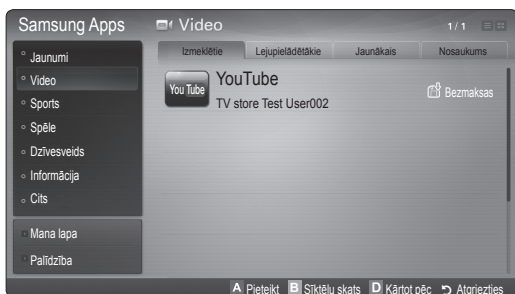 Samsung Apps
Video
1/1
Jaunumi
Video
Sports
Spēle
Dzīvesveids
Informācija
Cits
Mana lapa
Palīdzība
Izmeklētie
Lejupielādētākie
Jaunākais
Nosaukums
You Tube
YouTube
TV store Test User002
Bezmaksas
A Pieteikt B Sīktēlu skats D Kārtot pēc Atgriezties